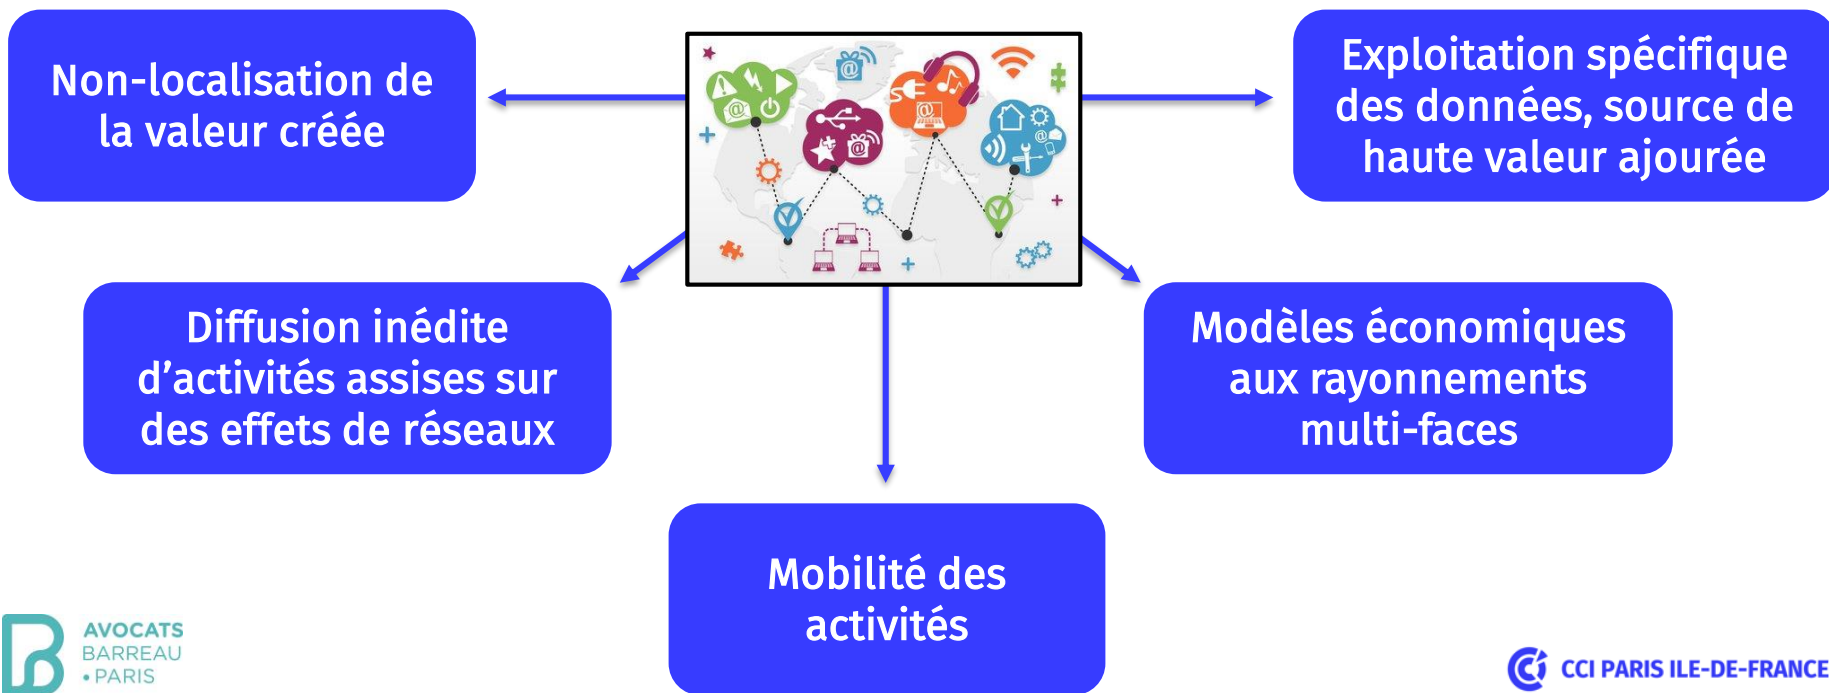 Non-localisation de
la valeur créée
Exploitation spécifique
des données, source de
haute valeur ajourée
Diffusion inédite
d’activités assises sur
des effets de réseaux
Modèles économiques
aux rayonnements
multi-faces
Mobilité des
activités
AVOCATS
BARREAU
• PARIS
CCI PARIS ILE-DE-FRANCE